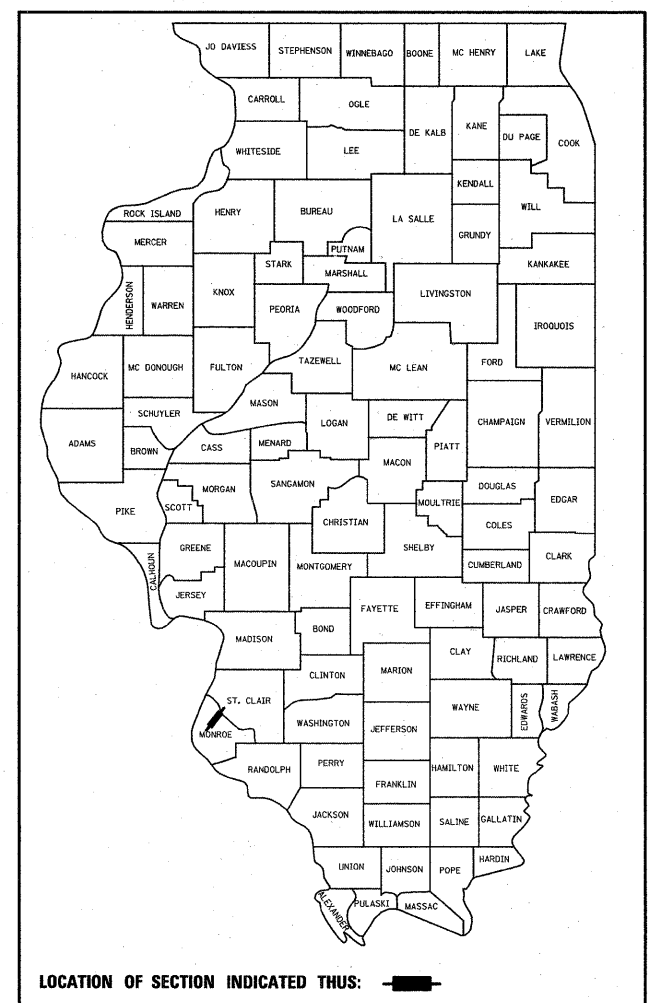 JO DAVIESS STEPHENSON WINNEBAGO BOONE MC HENRY LAKE
CARROLL OGLE DE KALB KANE DU PAGE COOK
WHITESIDE LEE KENDALL WILL
ROCK ISLAND HENRY BUREAU LA SALLE GRUNDY
MERCER PUTNAM KANKAKEE
STARK MARSHALL
HENDERSON WARREN KNOX PEORIA WOODFORD LIVINGSTON IROQUOIS
HANCOCK MC DONOUGH FULTON TAZEWELL MC LEAN FORD
SCHUYLER MASON LOGAN DE WITT CHAMPAIGN VERMILION
ADAMS BROWN CASS MENARD MACON PIATT
PIKE SCOTT MORGAN SANGAMON CHRISTIAN MOULTRIE DOUGLAS EDGAR
COLES
CALHOUN GREENE MACOUPIN MONTGOMERY SHELBY CUMBERLAND CLARK
JERSEY FAYETTE EFFINGHAM JASPER CRAWFORD
MADISON BOND
CLINTON MARION CLAY RICHLAND LAWRENCE
ST. CLAIR WASHINGTON JEFFERSON WAYNE EDWARDS WABASH
MONROE
RANDOLPH PERRY FRANKLIN HAMILTON WHITE
JACKSON WILLIAMSON SALINE GALLATIN
UNION JOHNSON POPE HARDIN
ALEXANDER PULASKI MASSAC
LOCATION OF SECTION INDICATED THUS: